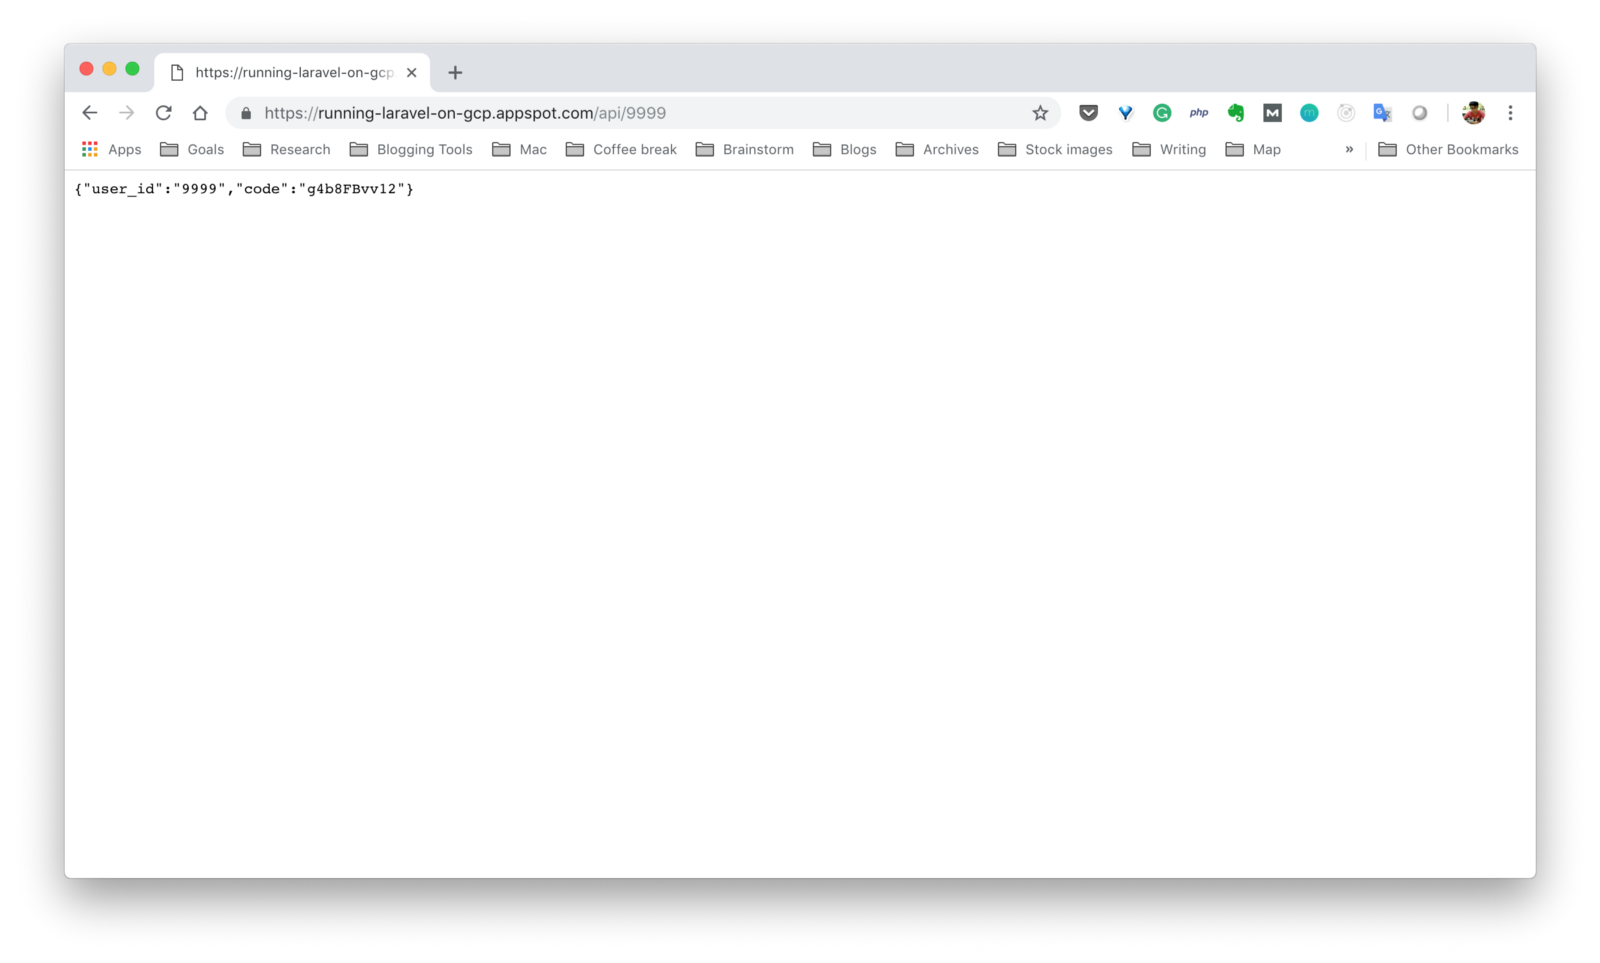 https://running-laravel-on-gcp.
https://running-laravel-on-gcp.appspot.com/api/9999
php
Apps Goals Research Blogging Tools Mac Coffee break Brainstorm Blogs Archives Stock images Writing Map » Other Bookmarks
{"user_id":"9999","code":"g4b8FBvv12"}